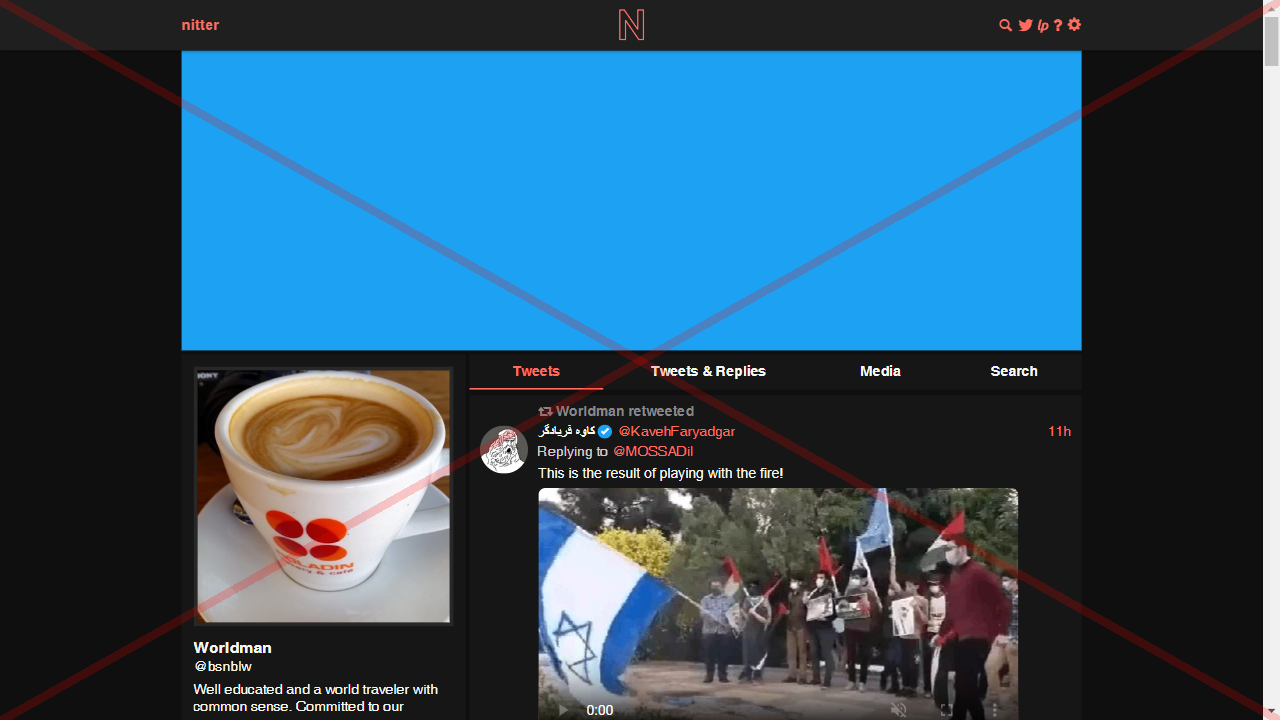 nitter
N
lp ?
Tweets
Tweets & Replies
Media
Search
Worldman retweeted
کاوه فریادگر @KavehFaryadgar
11h
Replying to @MOSSADil
This is the result of playing with the fire!
0:00
Worldman
@bsnblw
Well educated and a world traveler with
common sense. Committed to our